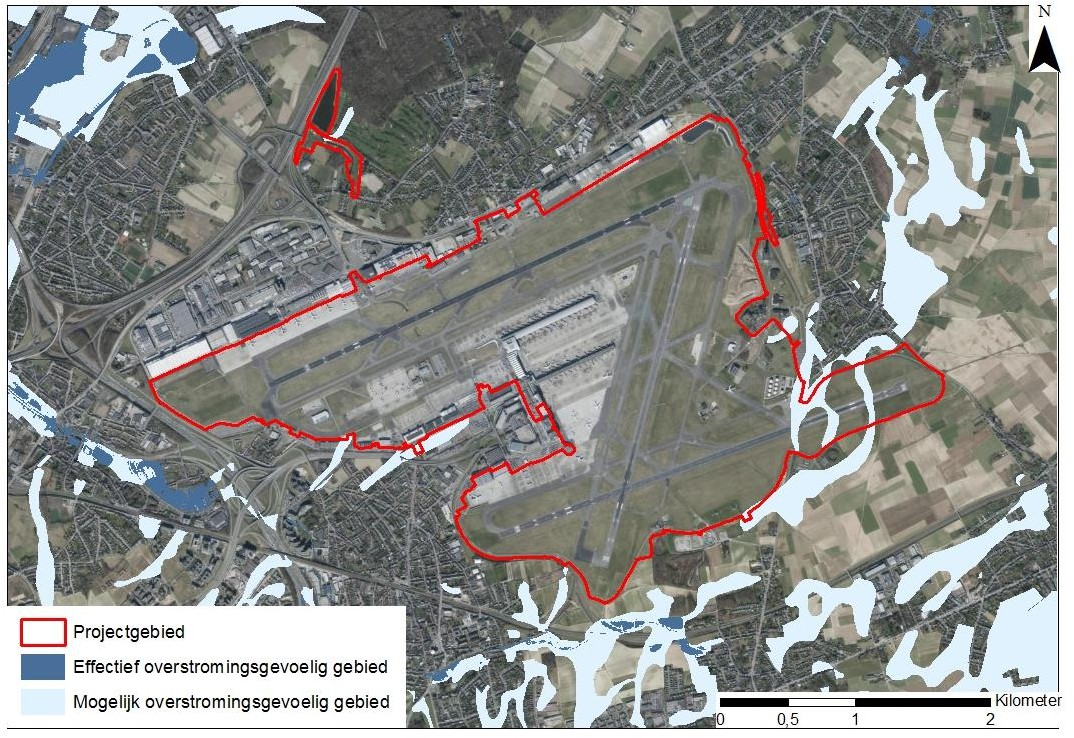 N
Projectgebied
Effectief overstromingsgevoelig gebied
Mogelijk overstromingsgevoelig gebied
Kilometer
0 0,5 1 2